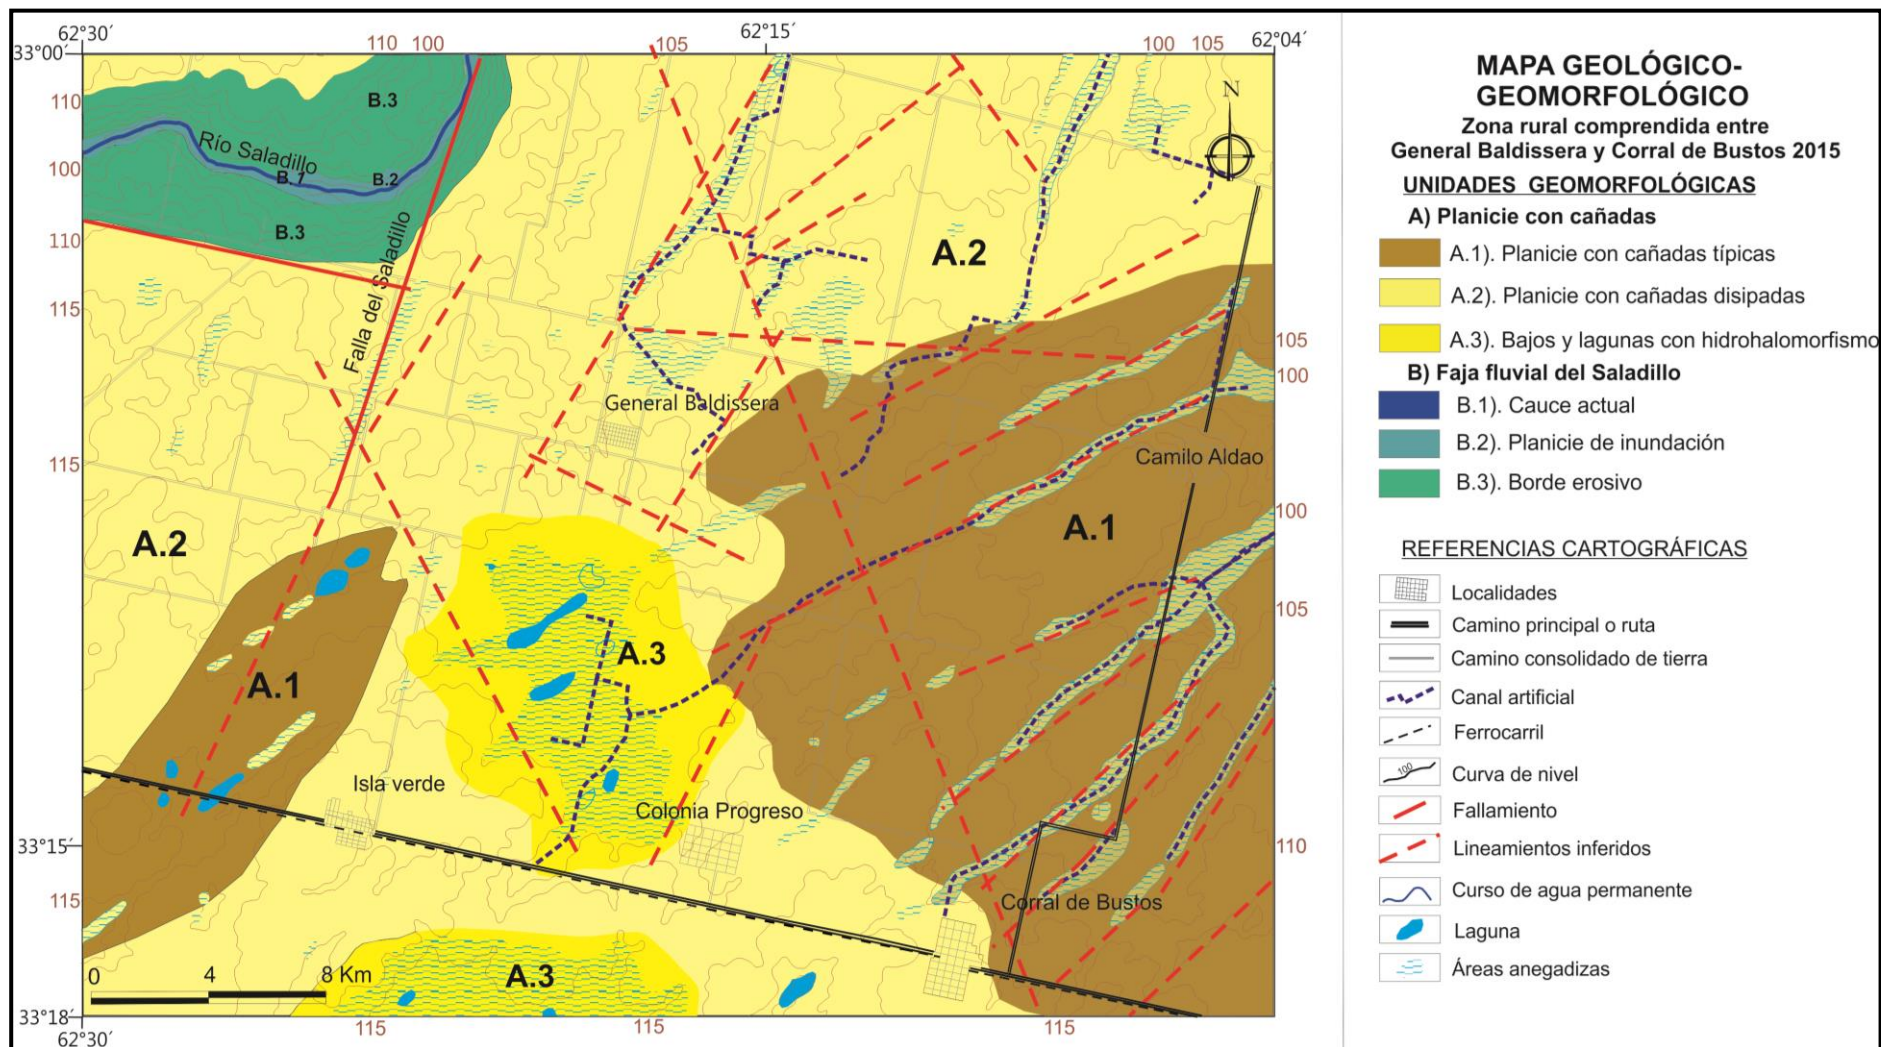 62°30´
62°15´
62°04´
33°00´
110
100
105
100
105
110
100
110
115
115
115
105
100
100
105
110
B.3
Río Saladillo
B.2
B.3
Falla del Saladillo
A.2
General Baldissera
Camilo Aldao
A.2
A.1
A.3
A.1
Isla verde
Colonia Progreso
Corral de Bustos
33°15´
0
4
8 Km
A.3
33°18´
62°30´
115
115
115
N
MAPA GEOLÓGICO-
GEOMORFOLÓGICO
Zona rural comprendida entre
General Baldissera y Corral de Bustos 2015
UNIDADES GEOMORFOLÓGICAS
A) Planicie con cañadas
A.1). Planicie con cañadas típicas
A.2). Planicie con cañadas disipadas
A.3). Bajos y lagunas con hidrohalomorfismo
B) Faja fluvial del Saladillo
B.1). Cauce actual
B.2). Planicie de inundación
B.3). Borde erosivo
REFERENCIAS CARTOGRÁFICAS
Localidades
Camino principal o ruta
Camino consolidado de tierra
Canal artificial
Ferrocarril
100
Curva de nivel
Fallamiento
Lineamientos inferidos
Curso de agua permanente
Laguna
Áreas anegadizas